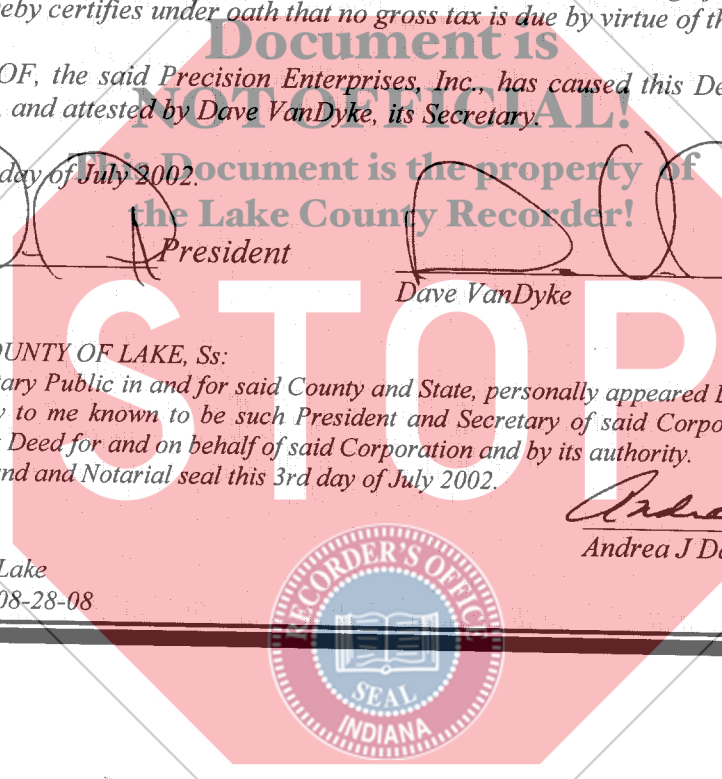 reby certifies under oath that no gross tax is due by virtue of th
Document is
OF, the said Precision Enterprises, Inc., has caused this De
NOT OFFICIAL!
, and attested by Dave VanDyke, its Secretary.
This Document is the property of
day of July 2002.
the Lake County Recorder!
President
Dave VanDyke
STOP
OUNTY OF LAKE, Ss:
tary Public in and for said County and State, personally appeared
y to me known to be such President and Secretary of said Corpo
Deed for and on behalf of said Corporation and by its authority.
nd and Notarial seal this 3rd day of July 2002.
Andrea J Da
Lake
08-28-08
RECORDER'S OFFICE
SEAL
INDIANA